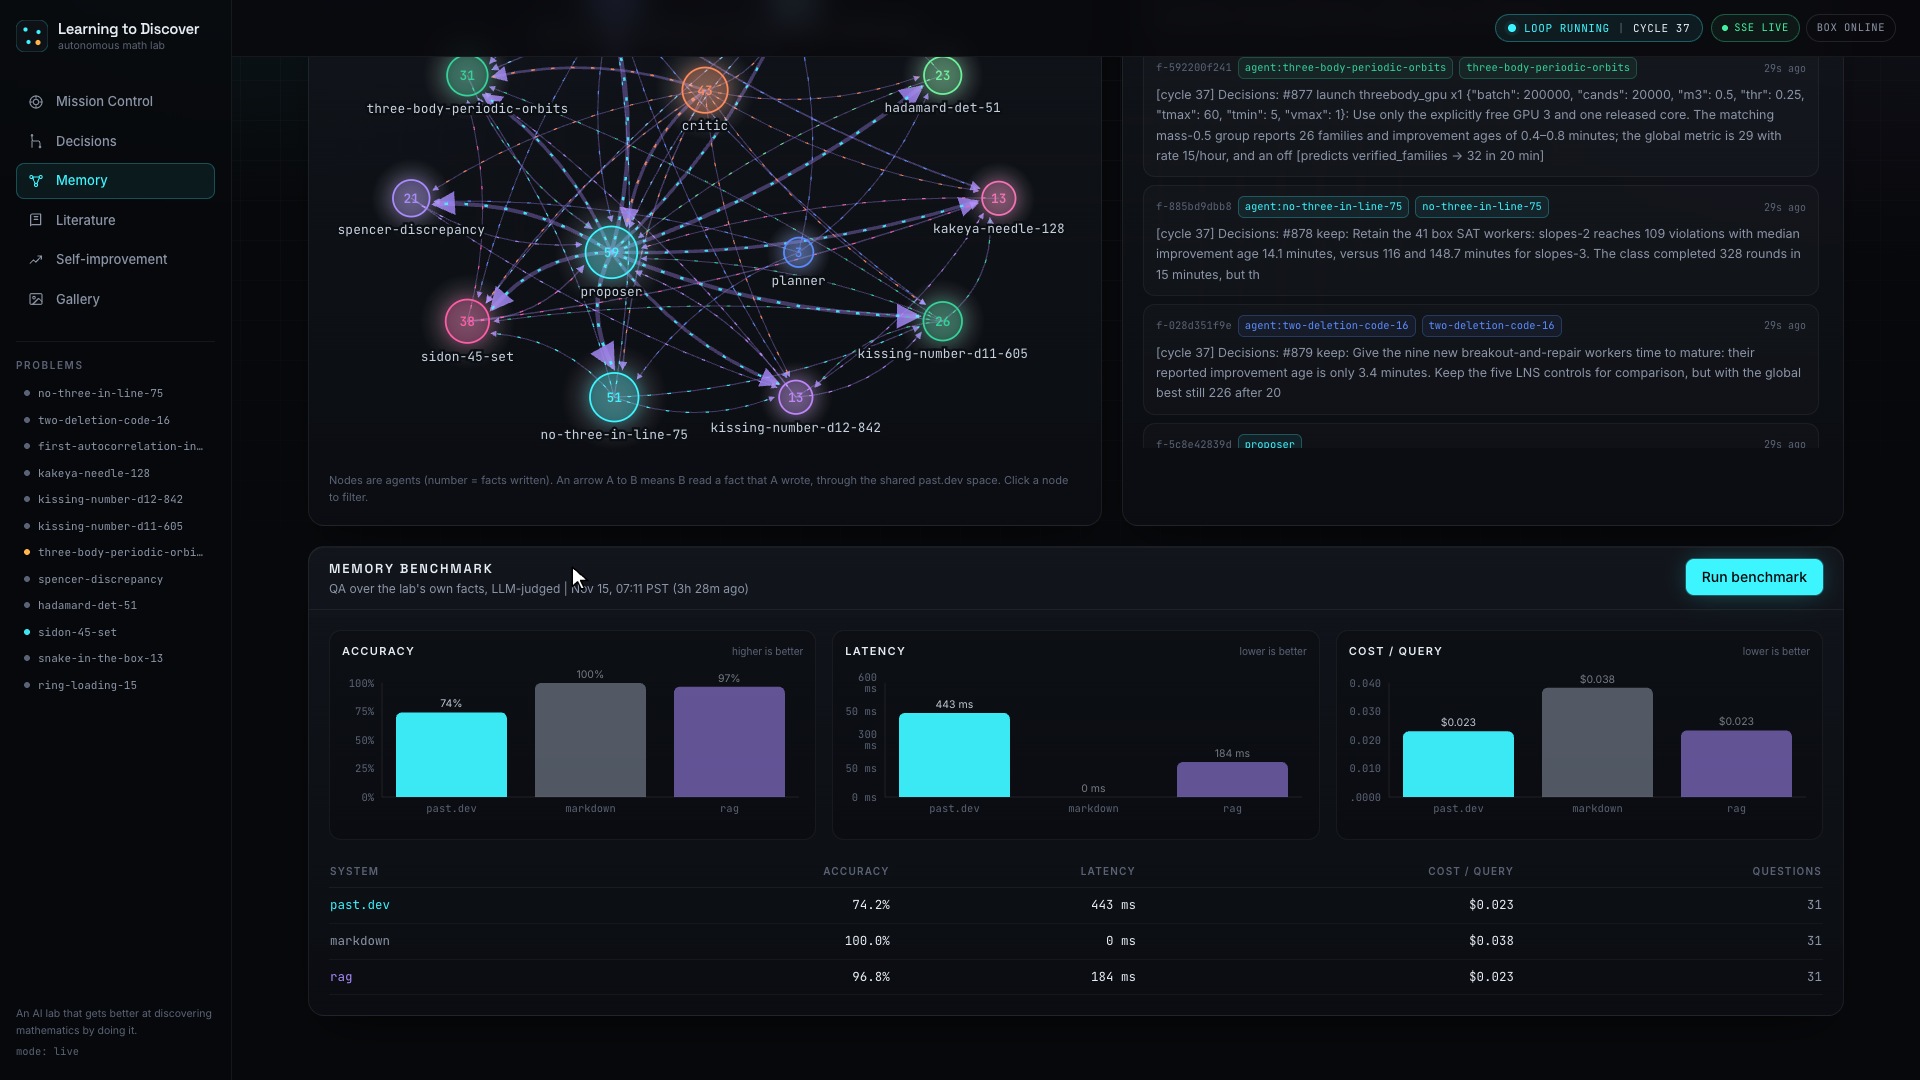 Learning to Discover
autonomous math lab
LOOP RUNNING | CYCLE 37
SSE LIVE
BOX ONLINE
Mission Control
Decisions
Memory
Literature
Self-improvement
Gallery
PROBLEMS
no-three-in-line-75
two-deletion-code-16
first-autocorrelation-in…
kakeya-needle-128
kissing-number-d12-842
kissing-number-d11-605
three-body-periodic-orbi…
spencer-discrepancy
hadamard-det-51
sidon-45-set
snake-in-the-box-13
ring-loading-15
An AI lab that gets better at discovering
mathematics by doing it.
mode: live
31
three-body-periodic-orbits
43
critic
23
hadamard-det-51
21
spencer-discrepancy
13
kakeya-needle-128
59
proposer
3
planner
38
sidon-45-set
26
kissing-number-d11-605
51
no-three-in-line-75
13
kissing-number-d12-842
Nodes are agents (number = facts written). An arrow A to B means B read a fact that A wrote, through the shared past.dev space. Click a node
to filter.
f-592200f241 agent:three-body-periodic-orbits three-body-periodic-orbits 29s ago
[cycle 37] Decisions: #877 launch threebody_gpu x1 {"batch": 200000, "cands": 20000, "m3": 0.5, "thr": 0.25,
"tmax": 60, "tmin": 5, "vmax": 1}: Use only the explicitly free GPU 3 and one released core. The matching
mass-0.5 group reports 26 families and improvement ages of 0.4–0.8 minutes; the global metric is 29 with
rate 15/hour, and an off [predicts verified_families → 32 in 20 min]
f-885bd9dbb8 agent:no-three-in-line-75 no-three-in-line-75 29s ago
[cycle 37] Decisions: #878 keep: Retain the 41 box SAT workers: slopes-2 reaches 109 violations with median
improvement age 14.1 minutes, versus 116 and 148.7 minutes for slopes-3. The class completed 328 rounds in
15 minutes, but th
f-028d351f9e agent:two-deletion-code-16 two-deletion-code-16 29s ago
[cycle 37] Decisions: #879 keep: Give the nine new breakout-and-repair workers time to mature: their
reported improvement age is only 3.4 minutes. Keep the five LNS controls for comparison, but with the global
best still 226 after 20
f-5c8e42839d proposer 29s ago
MEMORY BENCHMARK
QA over the lab's own facts, LLM-judged | Nov 15, 07:11 PST (3h 28m ago)
Run benchmark
ACCURACY
higher is better
100%
75%
50%
25%
0%
74%
100%
97%
past.dev
markdown
rag
LATENCY
lower is better
600
ms
50 ms
300
ms
50 ms
0 ms
443 ms
0 ms
184 ms
past.dev
markdown
rag
COST / QUERY
lower is better
0.040
0.030
0.020
0.010
.0000
$0.023
$0.038
$0.023
past.dev
markdown
rag
SYSTEM ACCURACY LATENCY COST / QUERY QUESTIONS
past.dev 74.2% 443 ms $0.023 31
markdown 100.0% 0 ms $0.038 31
rag 96.8% 184 ms $0.023 31